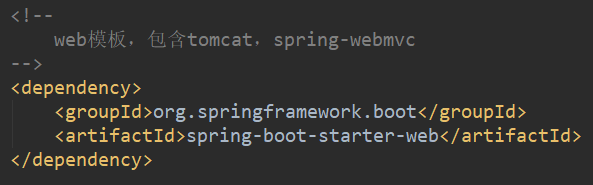 <!--
web模板，包含tomcat，spring-webmvc
-->
<dependency>
<groupId>org.springframework.boot</groupId>
<artifactId>spring-boot-starter-web</artifactId>
</dependency>